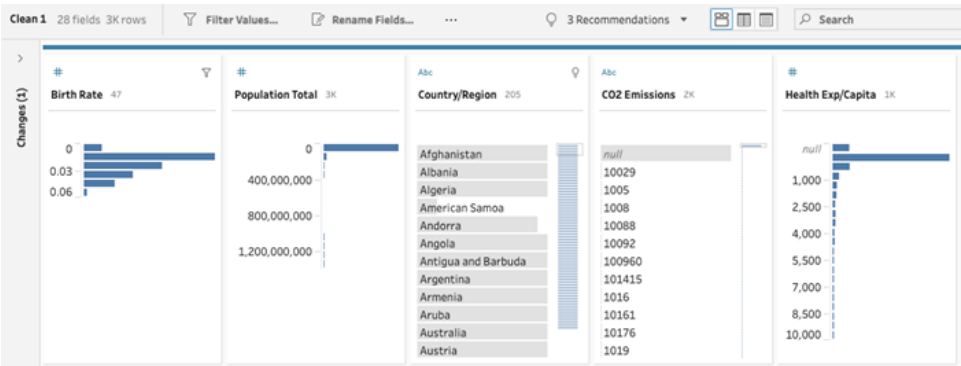 Clean 1 28 fields 3K rows Filter Values... Rename Fields... ... 3 Recommendations Search
Changes (1)
#
Birth Rate 47
0
0.03
0.06
#
Population Total 3K
0
400,000,000
800,000,000
1,200,000,000
Abc
Country/Region 205
Afghanistan
Albania
Algeria
American Samoa
Andorra
Angola
Antigua and Barbuda
Argentina
Armenia
Aruba
Australia
Austria
Abc
CO2 Emissions 2K
null
10029
1005
1008
10088
10092
100960
101415
1016
10161
10176
1019
#
Health Exp/Capita 1K
null
1,000
2,500
4,000
5,500
7,000
8,500
10,000